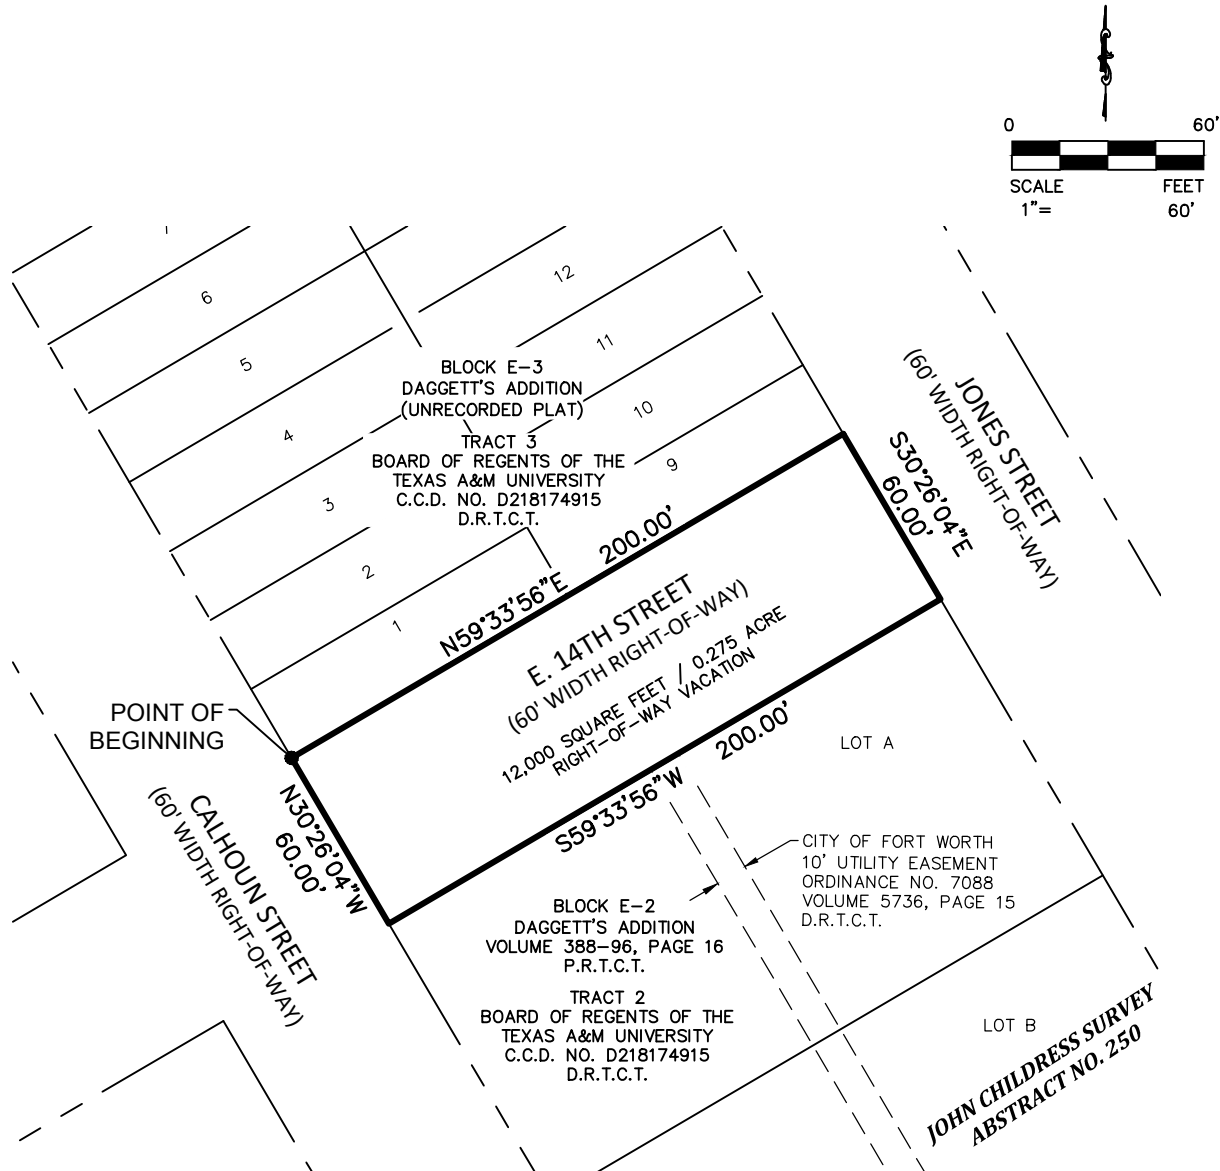 0 60'
SCALE FEET
1"= 60'
7
6
5
4
3
2
1
12
11
10
9
BLOCK E-3
DAGGETT'S ADDITION
(UNRECORDED PLAT)
TRACT 3
BOARD OF REGENTS OF THE
TEXAS A&M UNIVERSITY
C.C.D. NO. D218174915
D.R.T.C.T.
JONES STREET
(60' WIDTH RIGHT-OF-WAY)
S30°26'04"E
60.00'
N59°33'56"E 200.00'
E. 14TH STREET
(60' WIDTH RIGHT-OF-WAY)
12,000 SQUARE FEET / 0.275 ACRE
RIGHT-OF-WAY VACATION
S59°33'56"W 200.00'
POINT OF
BEGINNING
N30°26'04"W
60.00'
CALHOUN STREET
(60' WIDTH RIGHT-OF-WAY)
LOT A
CITY OF FORT WORTH
10' UTILITY EASEMENT
ORDINANCE NO. 7088
VOLUME 5736, PAGE 15
D.R.T.C.T.
BLOCK E-2
DAGGETT'S ADDITION
VOLUME 388-96, PAGE 16
P.R.T.C.T.
TRACT 2
BOARD OF REGENTS OF THE
TEXAS A&M UNIVERSITY
C.C.D. NO. D218174915
D.R.T.C.T.
LOT B
JOHN CHILDRESS SURVEY
ABSTRACT NO. 250